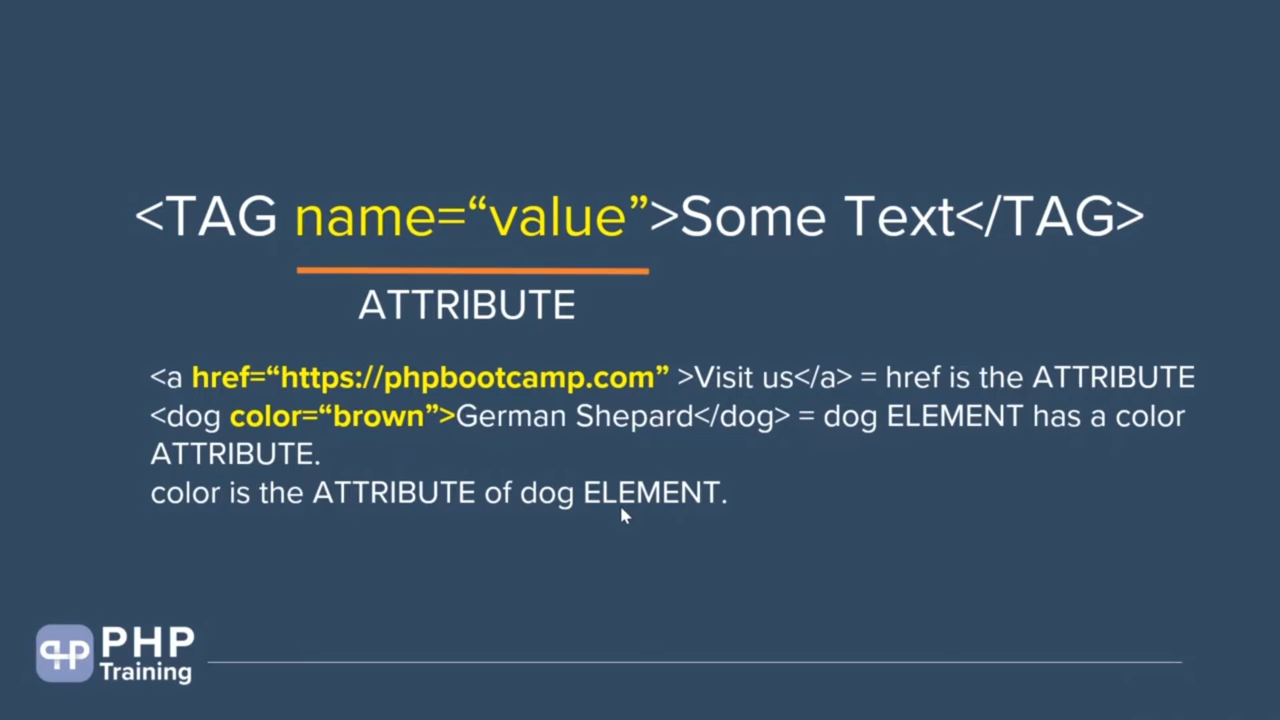 <TAG name=“value”>Some Text</TAG>
ATTRIBUTE
<a href=“https://phpbootcamp.com” >Visit us</a> = href is the ATTRIBUTE
<dog color=“brown”>German Shepard</dog> = dog ELEMENT has a color
ATTRIBUTE.
color is the ATTRIBUTE of dog ELEMENT.
PHP
Training